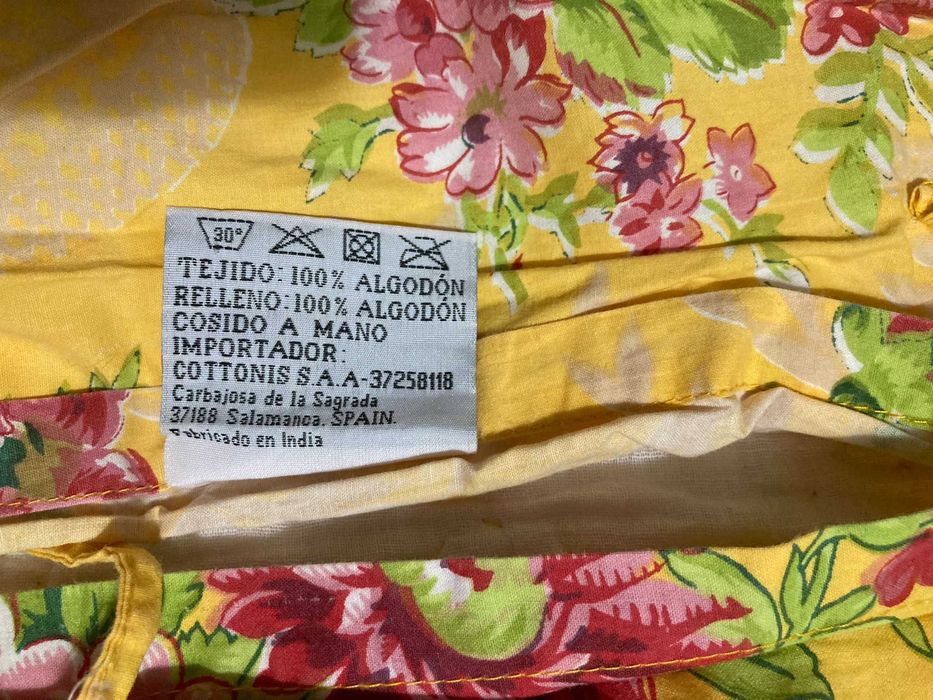 30°
TEJIDO: 100% ALGODÓN
RELLENO: 100% ALGODÓN
COSIDO A MANO
IMPORTADOR:
COTTONIS S.A.A-37258118
Carbajosa de la Sagrada
37188 Salamanca. SPAIN.
Fabricado en India